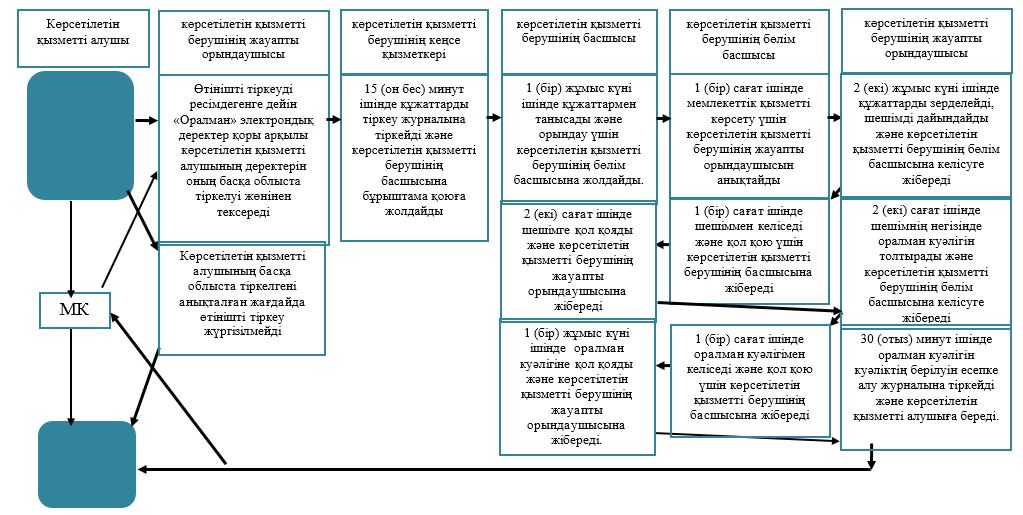 Көрсетілетін
қызметті алушы
көрсетілетін қызметті
берушінің жауапты
орындаушысы
көрсетілетін қызметті
берушінің кеңсе
қызметкері
көрсетілетін қызметті
берушінің басшысы
көрсетілетін қызметті
берушінің бөлім
басшысы
көрсетілетін қызметті
берушінің жауапты
орындаушысы
Өтінішті тіркеуді
ресімдегенге дейін
«Оралман» электрондық
деректер қоры арқылы
көрсетілетін қызметті
алушының деректерін
оның басқа облыста
тіркелуі жөнінен
тексереді
15 (он бес) минут
ішінде құжаттарды
тіркеу журналына
тіркейді және
көрсетілетін қызметті
берушінің
басшысына
бұрыштама қоюға
жолдайды
1 (бір) жұмыс күні
ішінде құжаттармен
танысады және
орындау үшін
көрсетілетін қызметті
берушінің бөлім
басшысына жолдайды.
1 (бір) сағат ішінде
мемлекеттік қызметті
көрсету үшін
көрсетілетін қызметті
берушінің жауапты
орындаушысын
анықтайды
2 (екі) жұмыс күні ішінде
құжаттарды зерделейді,
шешімді дайындайды
және көрсетілетін
қызметті берушінің бөлім
басшысына келісуге
жібереді
Көрсетілетін қызметті
алушының басқа
облыста тіркелгені
анықталған жағдайда
өтінішті тіркеу
жүргізілмейді
2 (екі) сағат ішінде
шешімге қол қояды
және көрсетілетін
қызметті берушінің
жауапты
орындаушысына
жібереді
1 (бір) сағат ішінде
шешіммен келіседі
және қол қою үшін
көрсетілетін қызметті
берушінің басшысына
жібереді
2 (екі) сағат ішінде
шешімнің негізінде
оралман куәлігін
толтырады және
көрсетілетін қызметті
берушінің бөлім
басшысына келісуге
жібереді
МК
1 (бір) жұмыс күні
ішінде оралман
куәлігіне қол қояды
және көрсетілетін
қызметті берушінің
жауапты
орындаушысына
жібереді.
1 (бір) сағат ішінде
оралман куәлігімен
келіседі және қол қою
үшін көрсетілетін
қызметті берушінің
басшысына жібереді
30 (отыз) минут ішінде
оралман куәлігін
куәліктің берілуін есепке
алу журналына тіркейді
және көрсетілетін
қызметті алушыға береді.